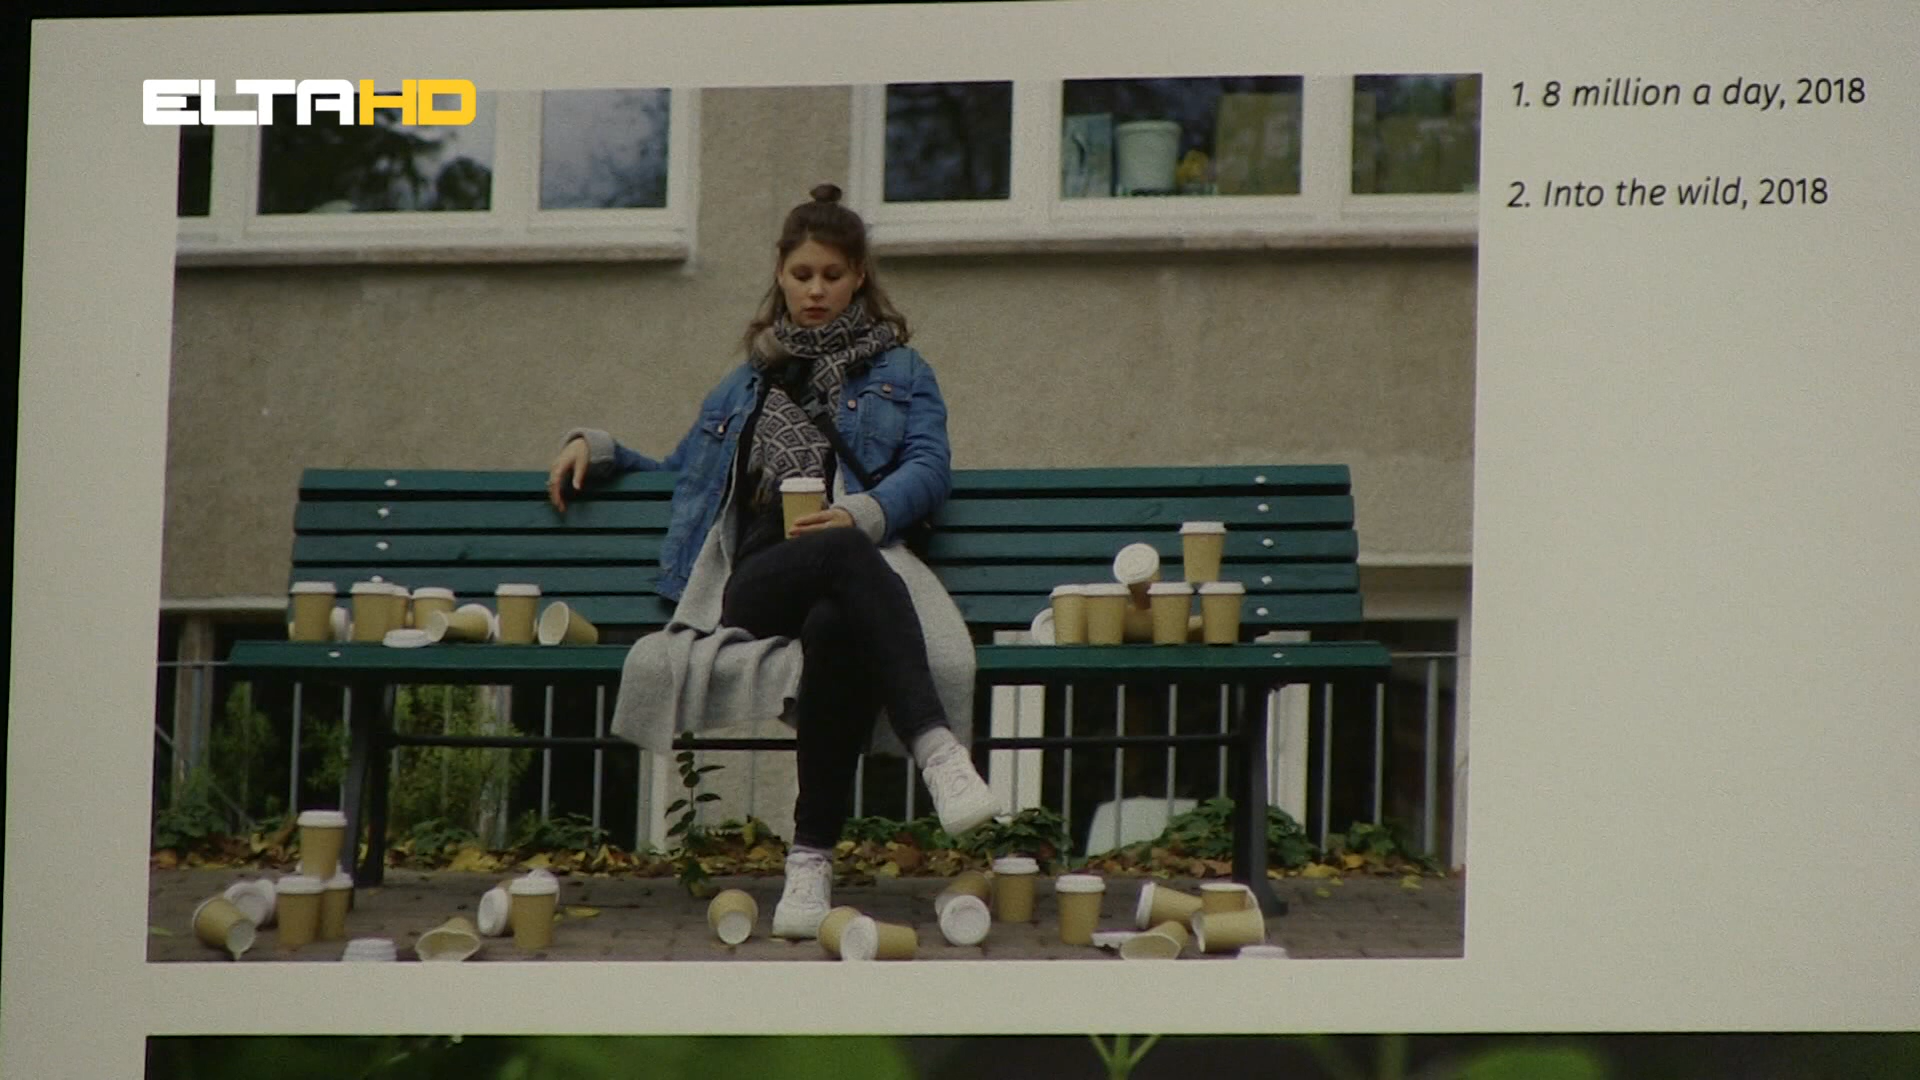 ELTAHD
1. 8 million a day, 2018
2. Into the wild, 2018